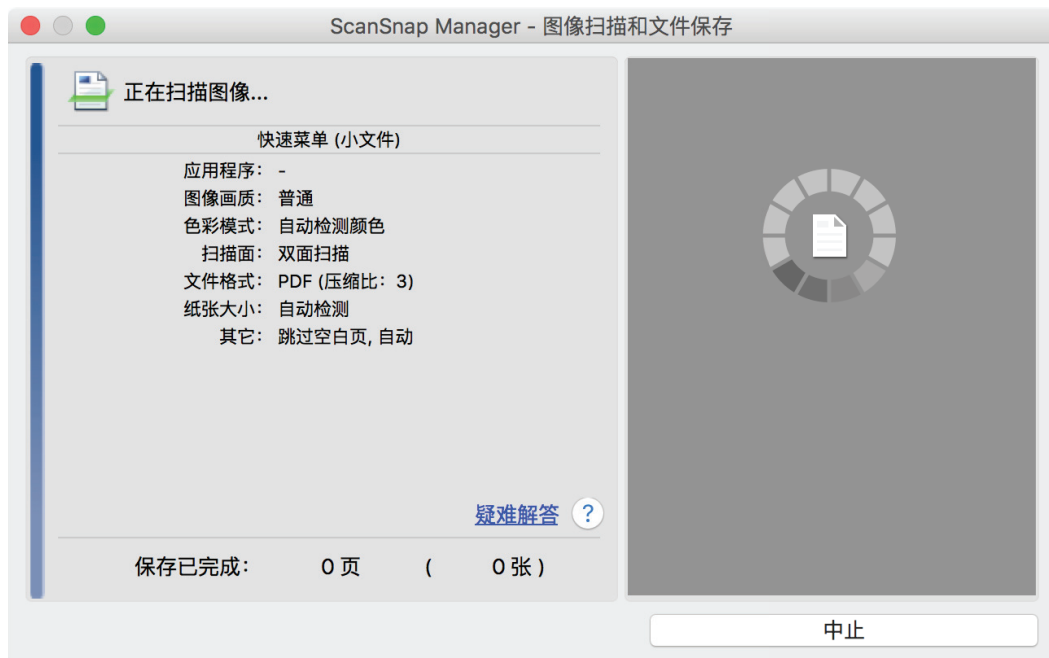 ScanSnap Manager - 图像扫描和文件保存
正在扫描图像...
快速菜单 (小文件)
应用程序: -
图像画质: 普通
色彩模式: 自动检测颜色
扫描面: 双面扫描
文件格式: PDF (压缩比: 3)
纸张大小: 自动检测
其它: 跳过空白页, 自动
疑难解答 ?
保存已完成: 0 页 ( 0 张 )
中止